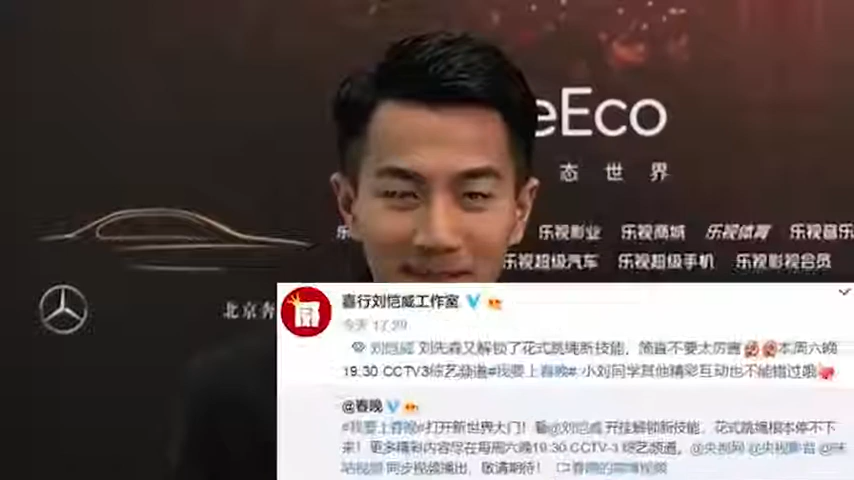 eEco
态世界
乐视影业 乐视商城 乐视体育 乐视音乐
乐视超级汽车 乐视超级手机 乐视影视会员
北京奔
喜行刘恺威工作室
今天 17:29
刘恺威 刘先森又解锁了花式跳绳新技能，简直不要太厉害 本周六晚
19.30 CCTV3综艺频道#我要上春晚# 小刘同学其他精彩互动也不能错过哦
@春晚
#我要上春晚#打开新世界大门！看@刘恺威 开挂解锁新技能，花式跳绳根本停不下
来！更多精彩内容尽在每周六晚19:30 CCTV-3 综艺频道，@央视网 @央视影音
同步视频播出，敬请期待！